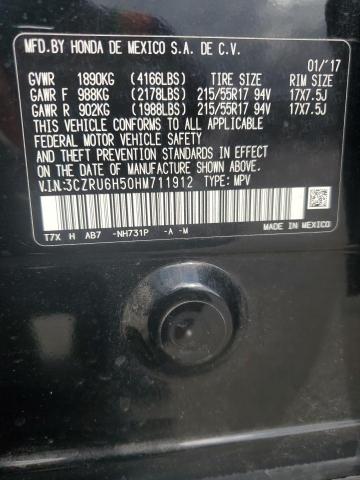 MFD. BY HONDA DE MEXICO S.A. DE C.V.
01/'17
GVWR 1890KG (4166LBS) TIRE SIZE RIM SIZE
GAWR F 988KG (2178LBS) 215/55R17 94V 17X7.5J
GAWR R 902KG (1988LBS) 215/55R17 94V 17X7.5J
THIS VEHICLE CONFORMS TO ALL APPLICABLE
FEDERAL MOTOR VEHICLE SAFETY AND
THEFT PREVENTION STANDARDS IN EFFECT ON
THE DATE OF MANUFACTURE SHOWN ABOVE.
V.I.N:3CZRU6H50HM711912 TYPE: MPV
T7X H AB7 -NH731P -A -M
MADE IN
MEXICO